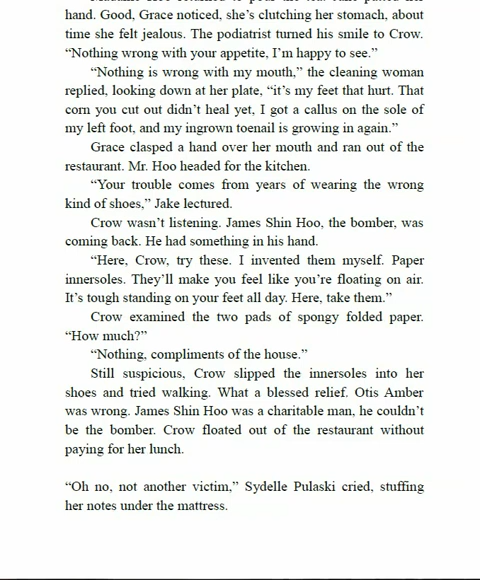 hand. Good, Grace noticed, she’s clutching her stomach, about
time she felt jealous. The podiatrist turned his smile to Crow.
“Nothing wrong with your appetite, I’m happy to see.”
“Nothing is wrong with my mouth,” the cleaning woman
replied, looking down at her plate, “it’s my feet that hurt. That
corn you cut out didn’t heal yet, I got a callus on the sole of
my left foot, and my ingrown toenail is growing in again.”
Grace clasped a hand over her mouth and ran out of the
restaurant. Mr. Hoo headed for the kitchen.
“Your trouble comes from years of wearing the wrong
kind of shoes,” Jake lectured.
Crow wasn’t listening. James Shin Hoo, the bomber, was
coming back. He had something in his hand.
“Here, Crow, try these. I invented them myself. Paper
innersoles. They’ll make you feel like you’re floating on air.
It’s tough standing on your feet all day. Here, take them.”
Crow examined the two pads of spongy folded paper.
“How much?”
“Nothing, compliments of the house.”
Still suspicious, Crow slipped the innersoles into her
shoes and tried walking. What a blessed relief. Otis Amber
was wrong. James Shin Hoo was a charitable man, he couldn’t
be the bomber. Crow floated out of the restaurant without
paying for her lunch.
“Oh no, not another victim,” Sydelle Pulaski cried, stuffing
her notes under the mattress.